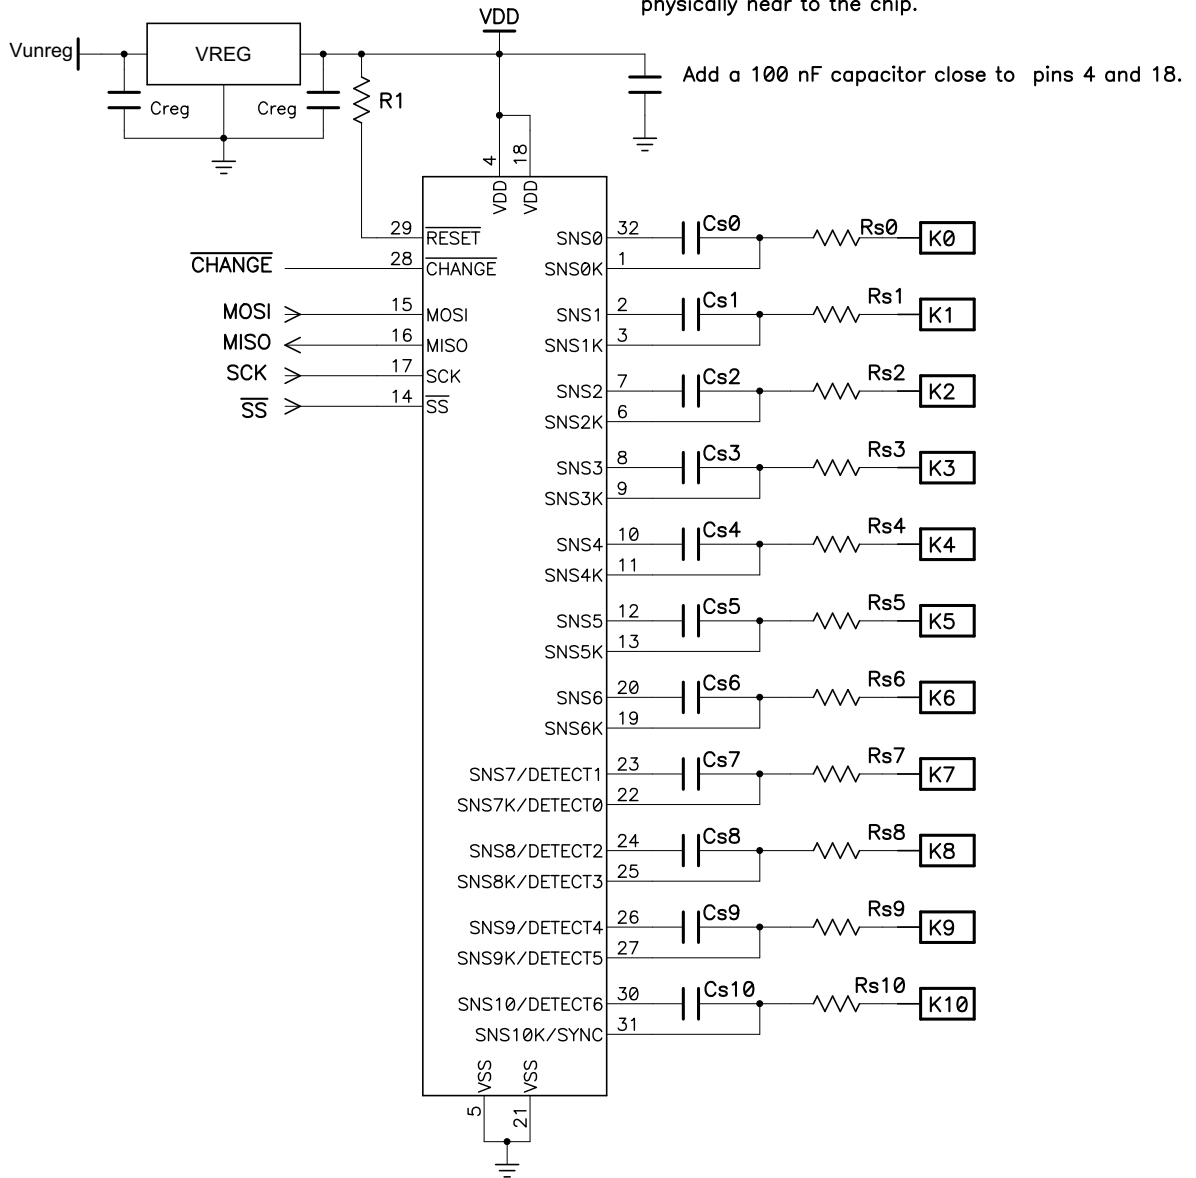 physically near to the chip.
VDD
Vunreg
VREG
Add a 100 nF capacitor close to pins 4 and 18.
Creg
Creg
R1
4
18
VDD
VDD
29
RESET
CHANGE
28
CHANGE
MOSI
15
MOSI
MISO
16
MISO
SCK
17
SCK
SS
14
SS
SNS0
32
Cs0
Rs0
K0
SNS0K
1
SNS1
2
Cs1
Rs1
K1
SNS1K
3
SNS2
7
Cs2
Rs2
K2
SNS2K
6
SNS3
8
Cs3
Rs3
K3
SNS3K
9
SNS4
10
Cs4
Rs4
K4
SNS4K
11
SNS5
12
Cs5
Rs5
K5
SNS5K
13
SNS6
20
Cs6
Rs6
K6
SNS6K
19
SNS7/DETECT1
23
Cs7
Rs7
K7
SNS7K/DETECT0
22
SNS8/DETECT2
24
Cs8
Rs8
K8
SNS8K/DETECT3
25
SNS9/DETECT4
26
Cs9
Rs9
K9
SNS9K/DETECT5
27
SNS10/DETECT6
30
Cs10
Rs10
K10
SNS10K/SYNC
31
VSS
VSS
5
21